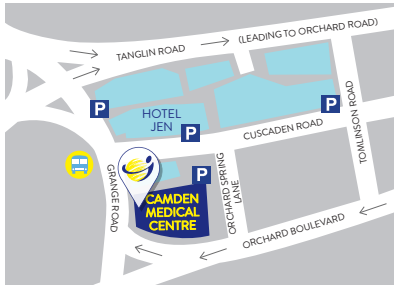 (LEADING TO ORCHARD ROAD)
TANGLIN ROAD
P
P
HOTEL
JEN
P
CUSCADEN ROAD
TOMLINSON ROAD
GRANGE ROAD
P
ORCHARD SPRING
LANE
CAMDEN
MEDICAL
CENTRE
ORCHARD BOULEVARD